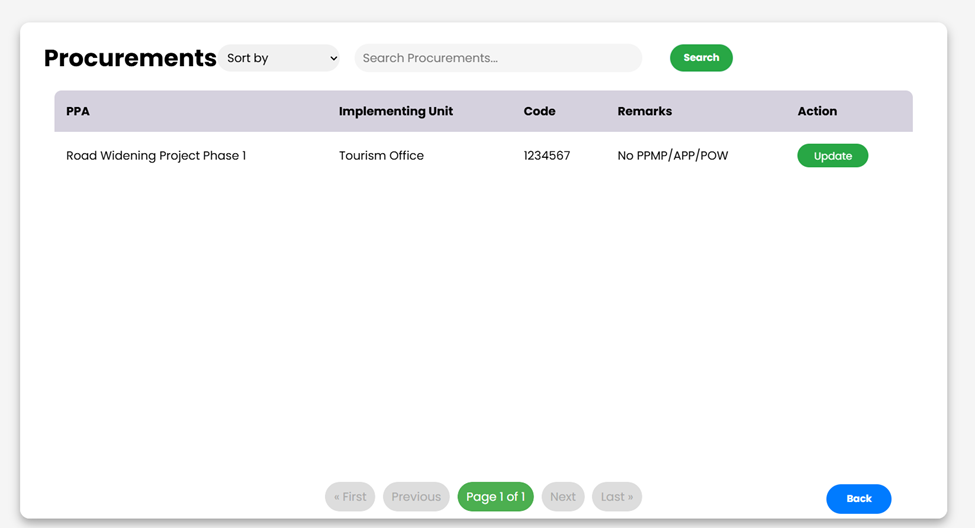 Procurements Sort by Search Procurements... Search
PPA Implementing Unit Code Remarks Action
Road Widening Project Phase 1 Tourism Office 1234567 No PPMP/APP/POW Update
« First Previous Page 1 of 1 Next Last » Back